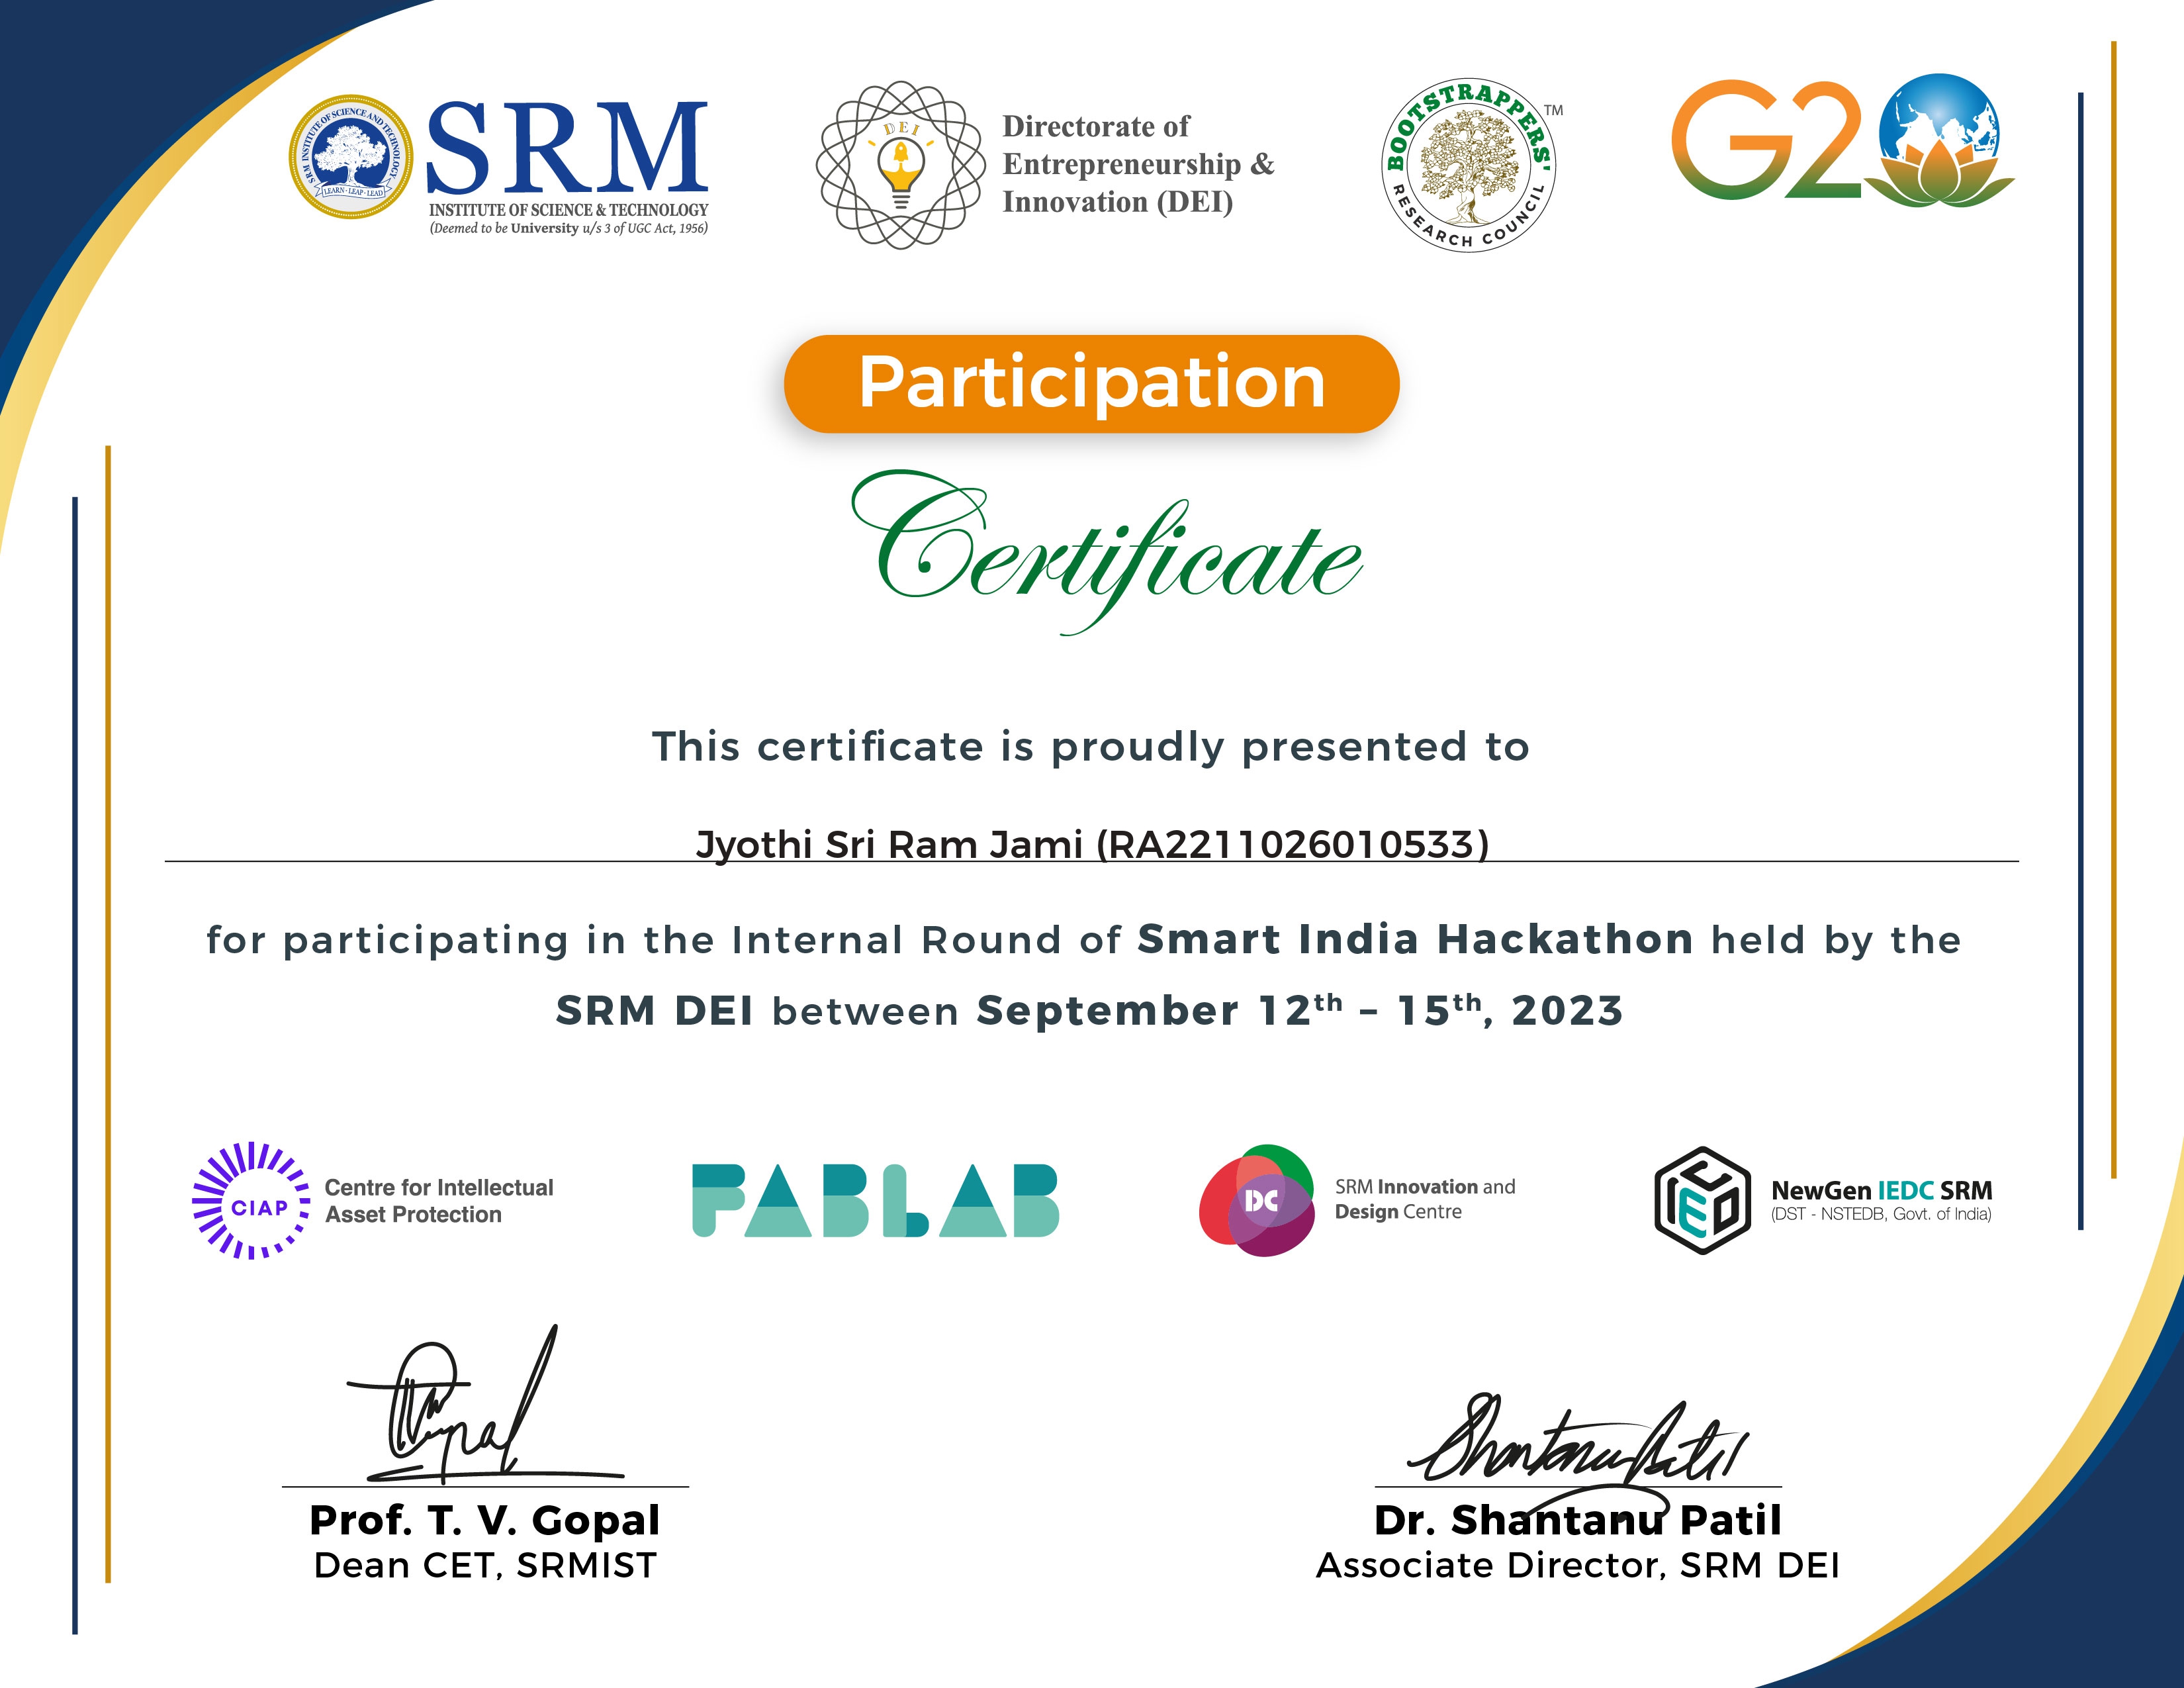 SRM INSTITUTE OF SCIENCE AND TECHNOLOGY
LEARN - LEAP - LEAD
SRM
INSTITUTE OF SCIENCE & TECHNOLOGY
(Deemed to be University u/s 3 of UGC Act, 1956)
DEI
Directorate of
Entrepreneurship &
Innovation (DEI)
BOOTSTRAPPERS'
RESEARCH COUNCIL
TM
G20
Participation
Certificate
This certificate is proudly presented to
Jyothi Sri Ram Jami (RA2211026010533)
for participating in the Internal Round of Smart India Hackathon held by the
SRM DEI between September 12th – 15th, 2023
CIAP
Centre for Intellectual
Asset Protection
FABLAB
DC
SRM Innovation and
Design Centre
IEDC
NewGen IEDC SRM
(DST - NSTEDB, Govt. of India)
Shantanu Patil
Prof. T. V. Gopal
Dean CET, SRMIST
Dr. Shantanu Patil
Associate Director, SRM DEI